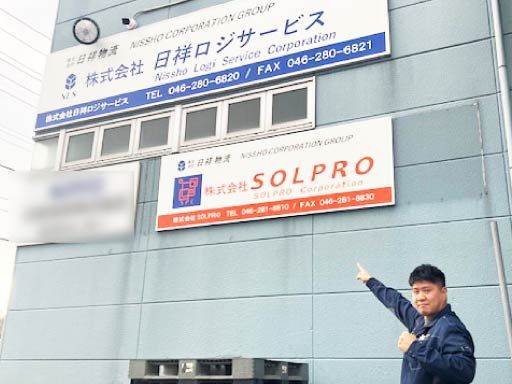 日祥物流 NISSHO CORPORATION GROUP
株式会社 日祥ロジサービス
NLS
Nissho Logi Service Corporation
株式会社日祥ロジサービス TEL 046-280-6820 / FAX 046-280-6821
日祥物流 NISSHO CORPORATION GROUP
株式会社 SOLPRO
SOLPRO Corporation
株式会社 SOLPRO TEL 046-281-6810 / FAX 046-281-6830